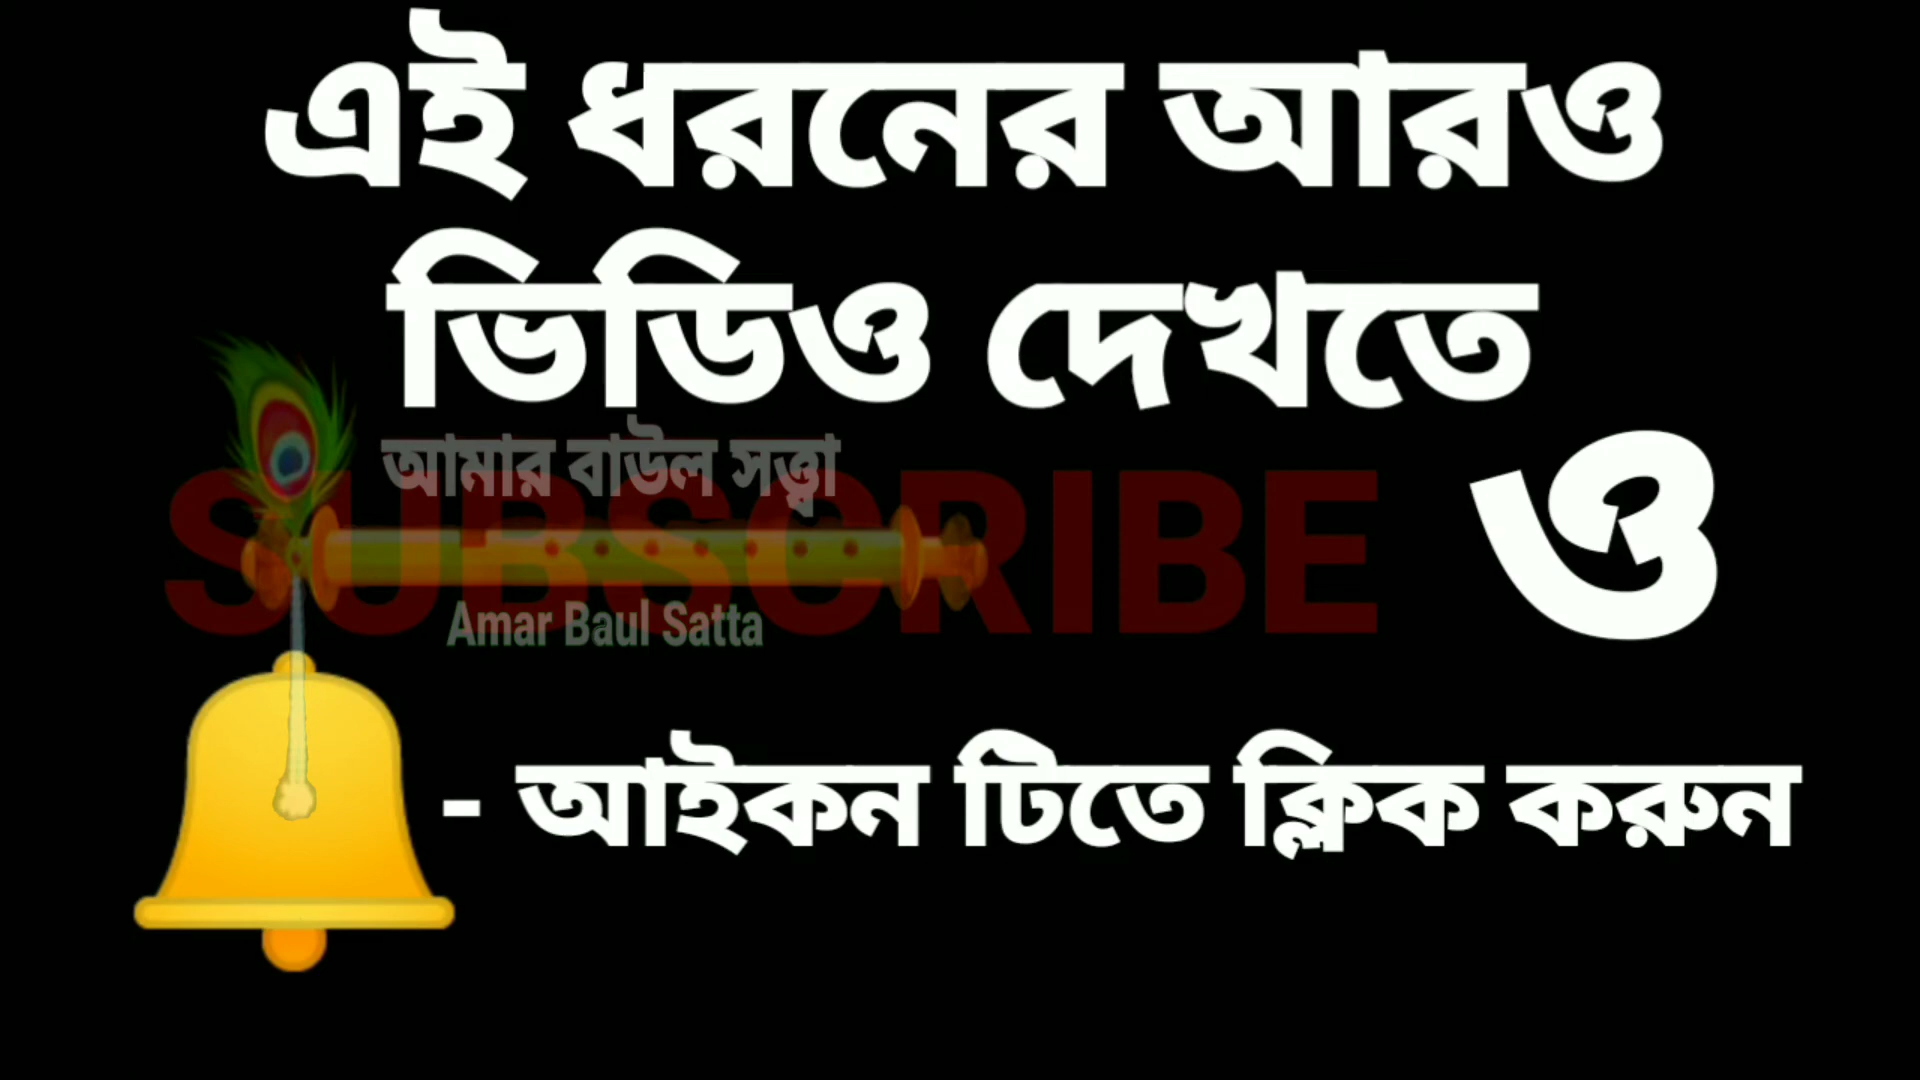 এই ধরনের আরও
ভিডিও দেখতে
আমার বাউল সত্ত্বা
SUBSCRIBE ও
Amar Baul Satta
- আইকন টিতে ক্লিক করুন